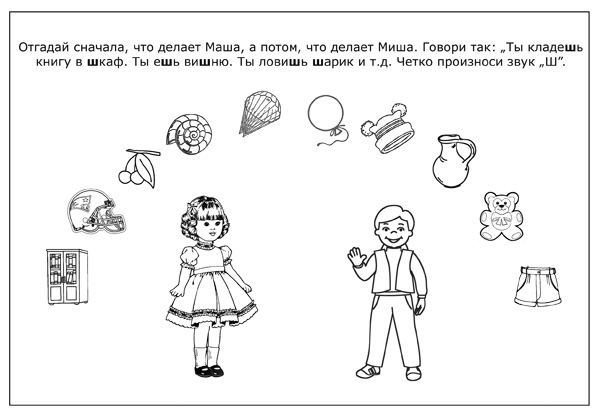 Отгадай сначала, что делает Маша, а потом, что делает Миша. Говори так: „Ты кладешь
книгу в шкаф. Ты ешь вишню. Ты ловишь шарик и т.д. Четко произноси звук „Ш”.